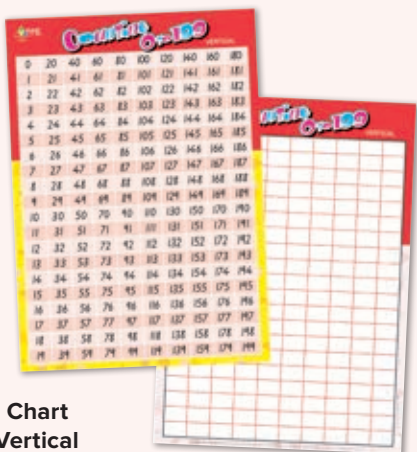 Counting
0 to 199
VERTICAL
0 20 40 60 80 100 120 140 160 180
1 21 41 61 81 101 121 141 161 181
2 22 42 62 82 102 122 142 162 182
3 23 43 63 83 103 123 143 163 183
4 24 44 64 84 104 124 144 164 184
5 25 45 65 85 105 125 145 165 185
6 26 46 66 86 106 126 146 166 186
7 27 47 67 87 107 127 147 167 187
8 28 48 68 88 108 128 148 168 188
9 29 49 69 89 109 129 149 169 189
10 30 50 70 90 110 130 150 170 190
11 31 51 71 91 111 131 151 171 191
12 32 52 72 92 112 132 152 172 192
13 33 53 73 93 113 133 153 173 193
14 34 54 74 94 114 134 154 174 194
15 35 55 75 95 115 135 155 175 195
16 36 56 76 96 116 136 156 176 196
17 37 57 77 97 117 137 157 177 197
18 38 58 78 98 118 138 158 178 198
19 39 59 79 99 119 139 159 179 199
0 to 199
VERTICAL
Chart
Vertical